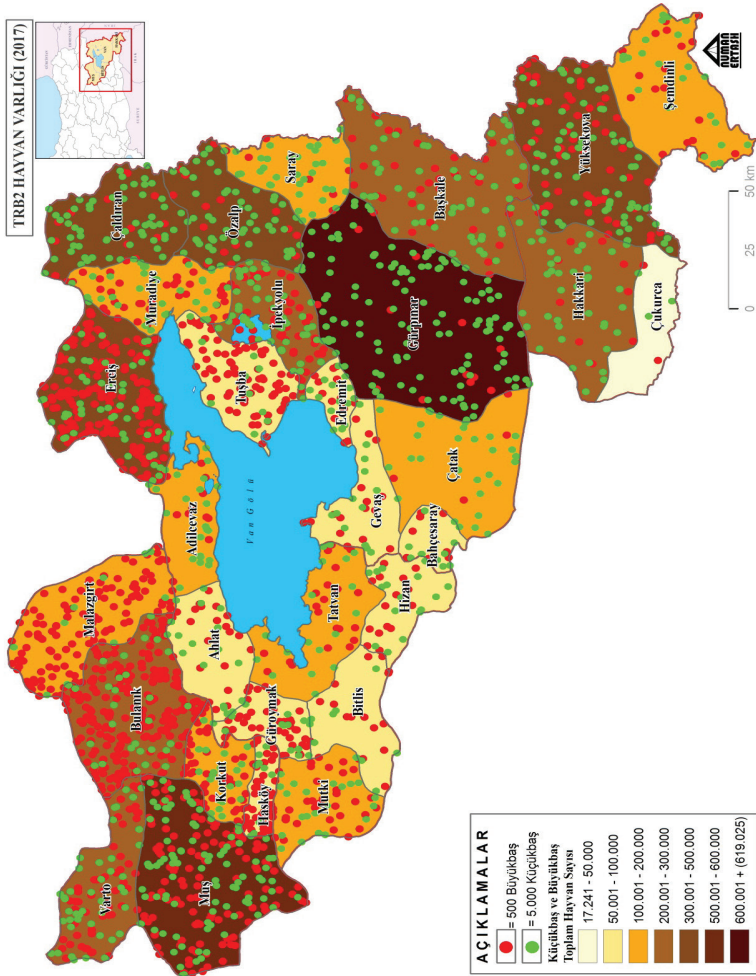 TRB2 HAYVAN VARLIĞI (2017)
Varto
Bulanık
Malazgirt
Muş
Korkut
Hasköy
Güroymak
Mutki
Bitlis
Ahlat
Adilcevaz
Tatvan
Hizan
Van Gölü
Erciş
Muradiye
Çaldıran
Özalp
Saray
Tuşba
İpekyolu
Edremit
Gevaş
Bahçesaray
Çatak
Gürpınar
Başkale
Hakkari
Çukurca
Yüksekova
Şemdinli
AÇIKLAMALAR
= 500 Büyükbaş
= 5.000 Küçükbaş
Küçükbaş ve Büyükbaş
Toplam Hayvan Sayısı
17.241 - 50.000
50.001 - 100.000
100.001 - 200.000
200.001 - 300.000
300.001 - 500.000
500.001 - 600.000
600.001 + (619.025)
0 25 50 km
NUMAN
ERTAŞ